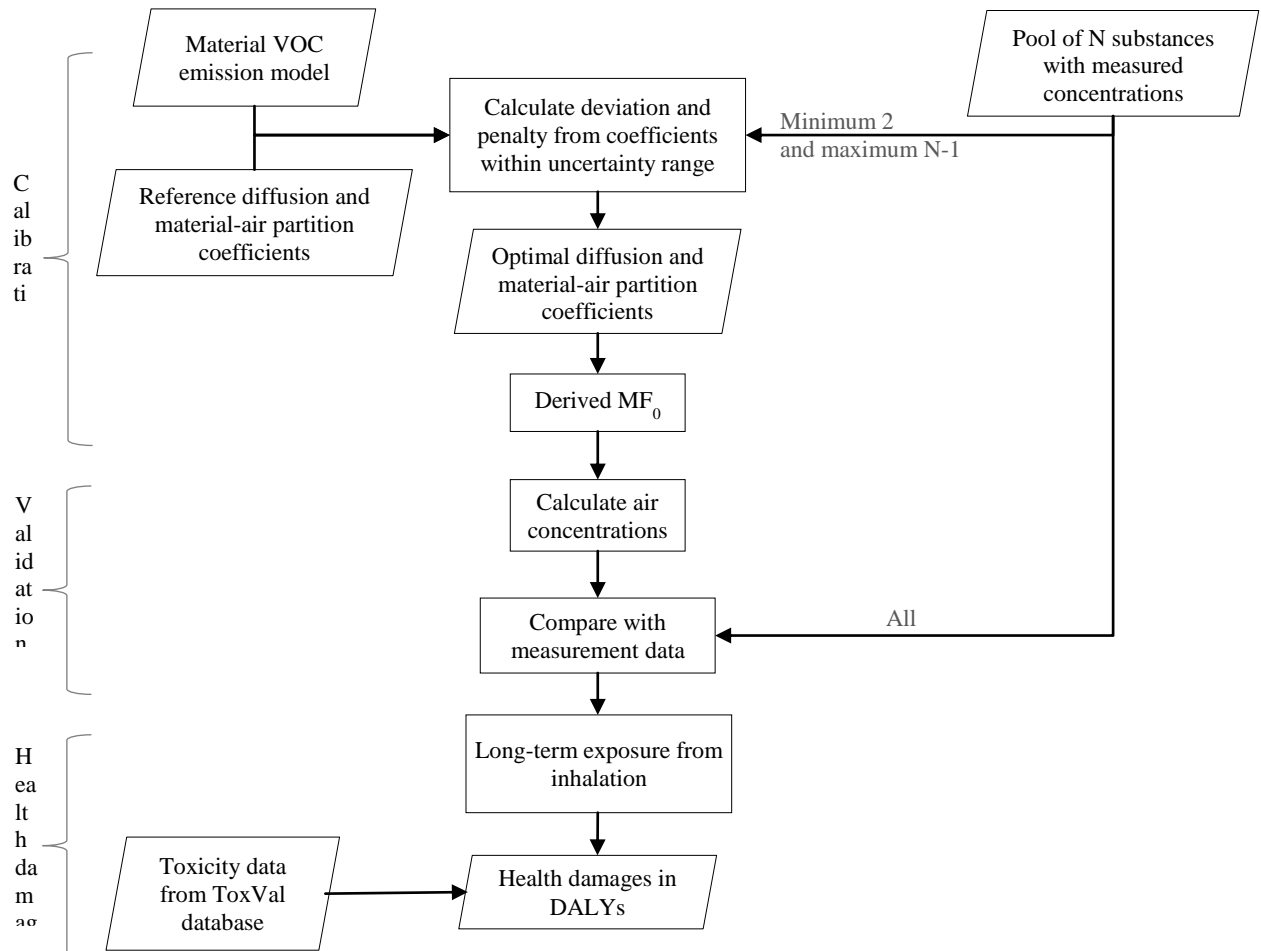 Material VOC
emission model
Pool of N substances
with measured
concentrations
Calculate deviation and
penalty from coefficients
within uncertainty range
Minimum 2
and maximum N-1
Reference diffusion and
material-air partition
coefficients
C
al
ib
ra
ti
Optimal diffusion and
material-air partition
coefficients
Derived MF0
Calculate air
concentrations
V
al
id
at
io
n
Compare with
measurement data
All
Long-term exposure from
inhalation
H
ea
lt
h
da
m
ag
Toxicity data
from ToxVal
database
Health damages in
DALYs